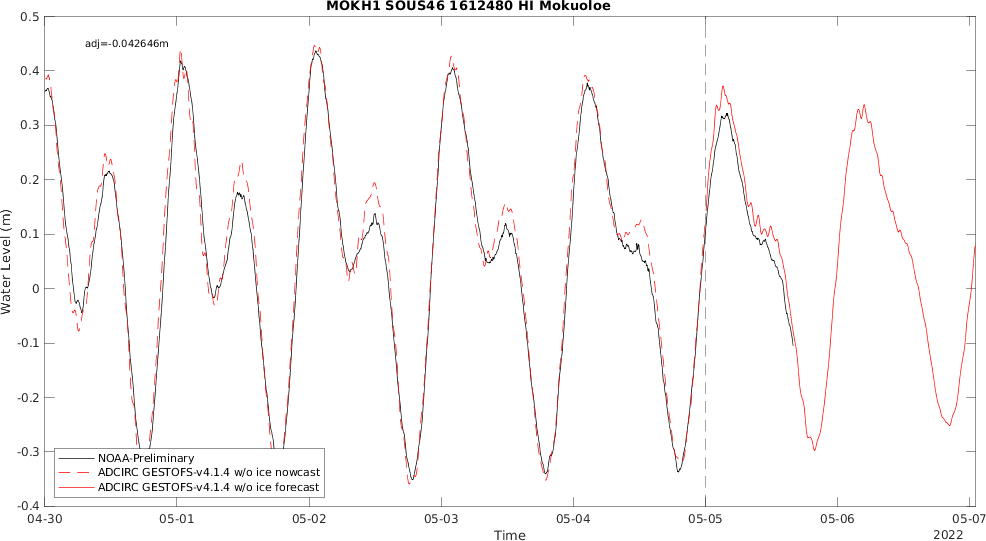 MOKH1 SOUS46 1612480 HI Mokuoloe
adj=-0.042646m
0.5
0.4
0.3
0.2
0.1
0
-0.1
-0.2
-0.3
-0.4
Water Level (m)
NOAA-Preliminary
ADCIRC GESTOFS-v4.1.4 w/o ice nowcast
ADCIRC GESTOFS-v4.1.4 w/o ice forecast
04-30 05-01 05-02 05-03 05-04 05-05 05-06 05-07
Time
2022